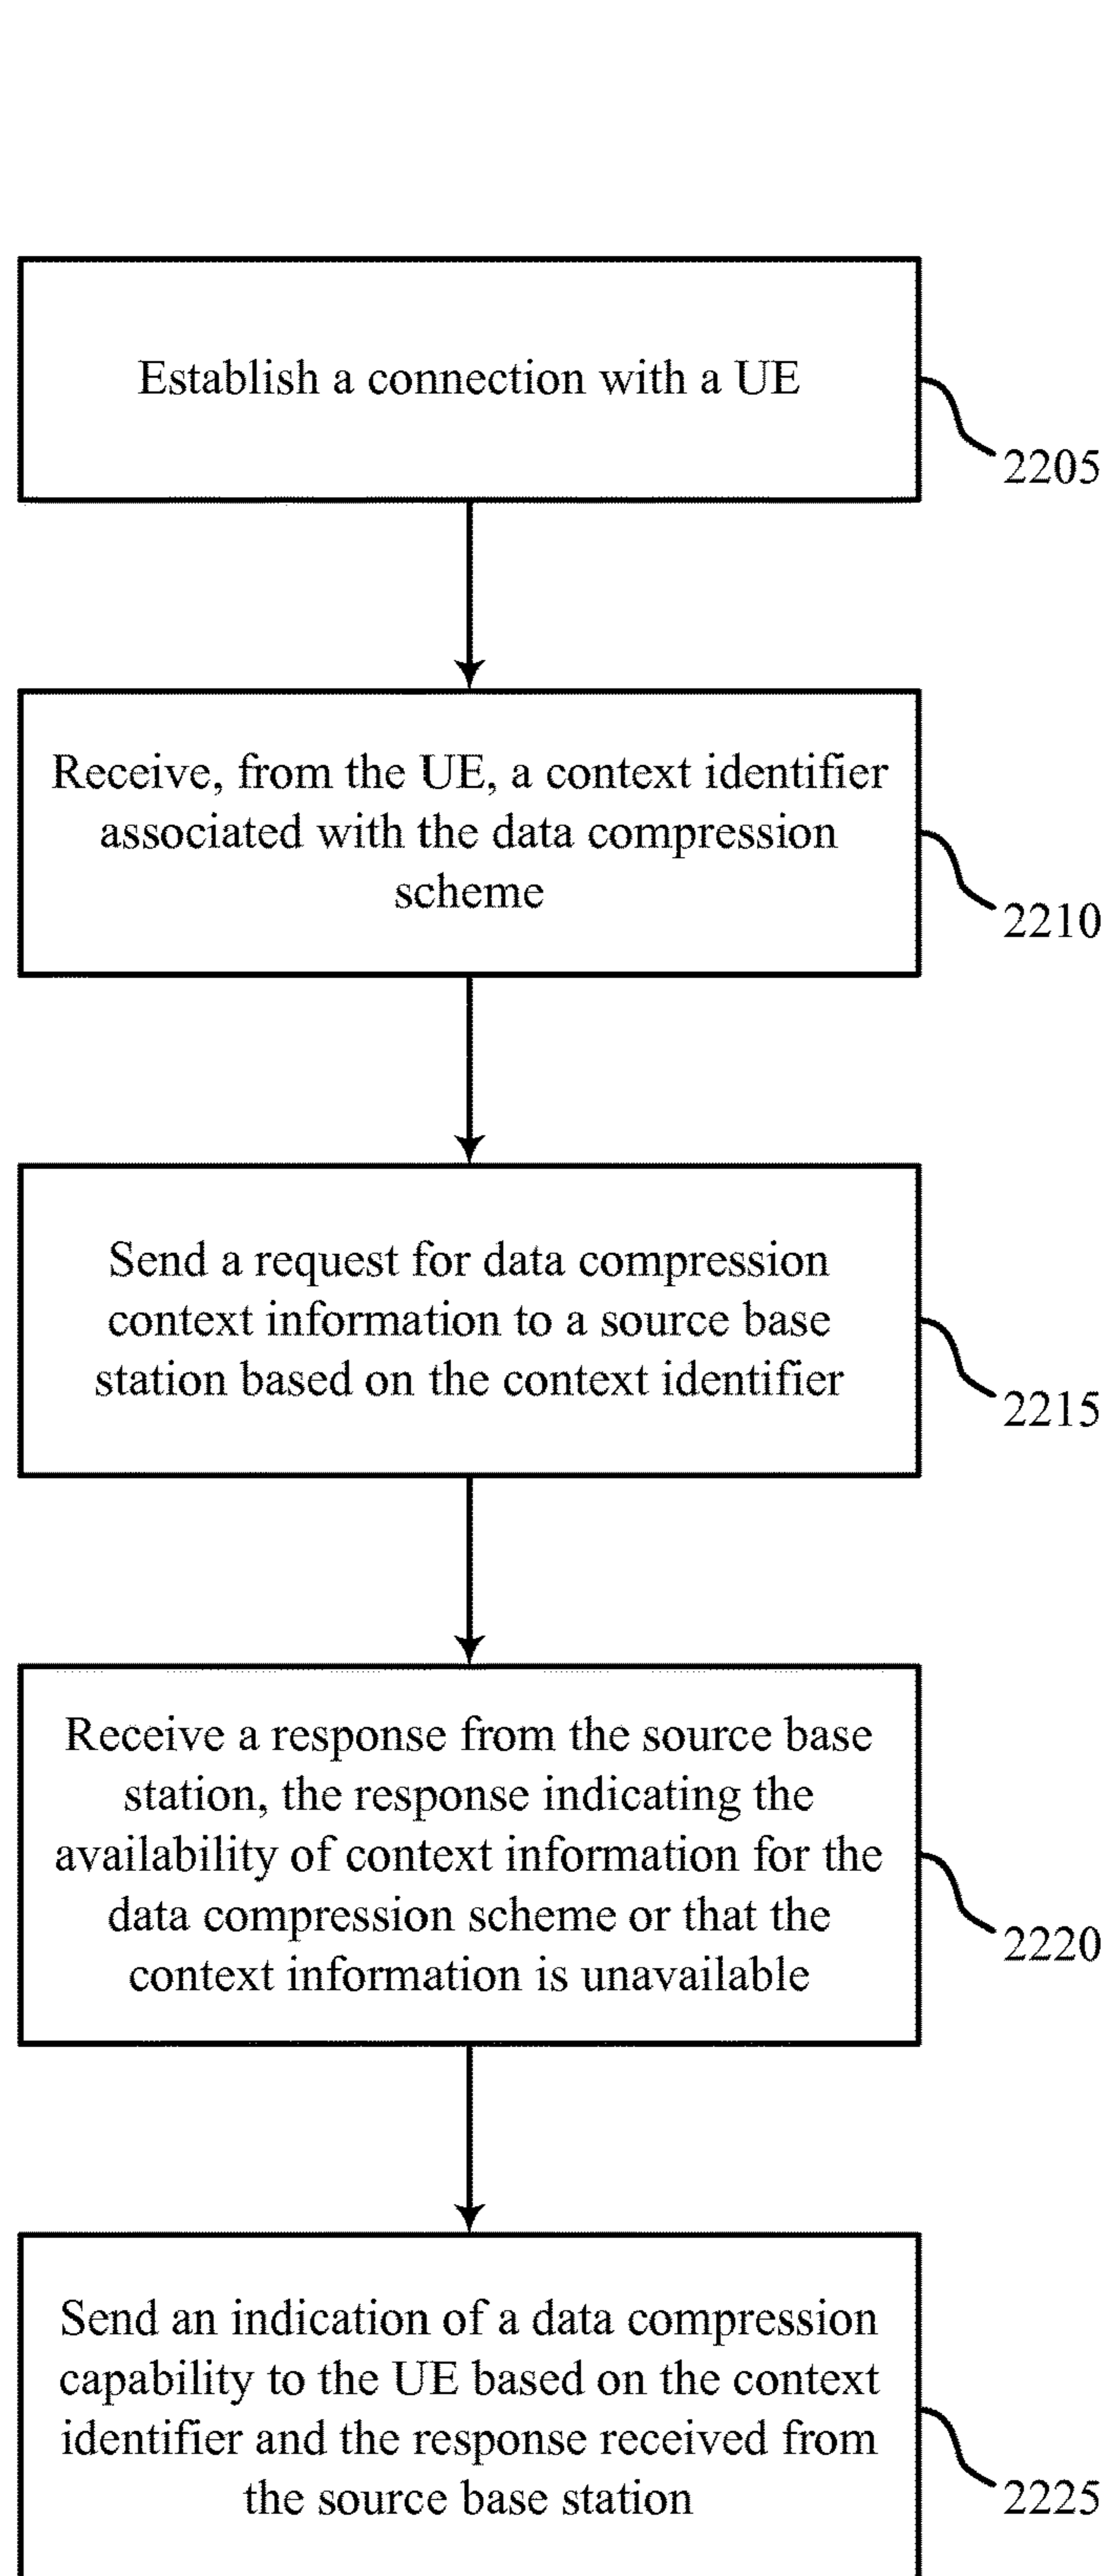 Establish a connection with a UE
2205
Receive, from the UE, a context identifier
associated with the data compression
scheme
2210
Send a request for data compression
context information to a source base
station based on the context identifier
2215
Receive a response from the source base
station, the response indicating the
availability of context information for the
data compression scheme or that the
context information is unavailable
2220
Send an indication of a data compression
capability to the UE based on the context
identifier and the response received from
the source base station
2225